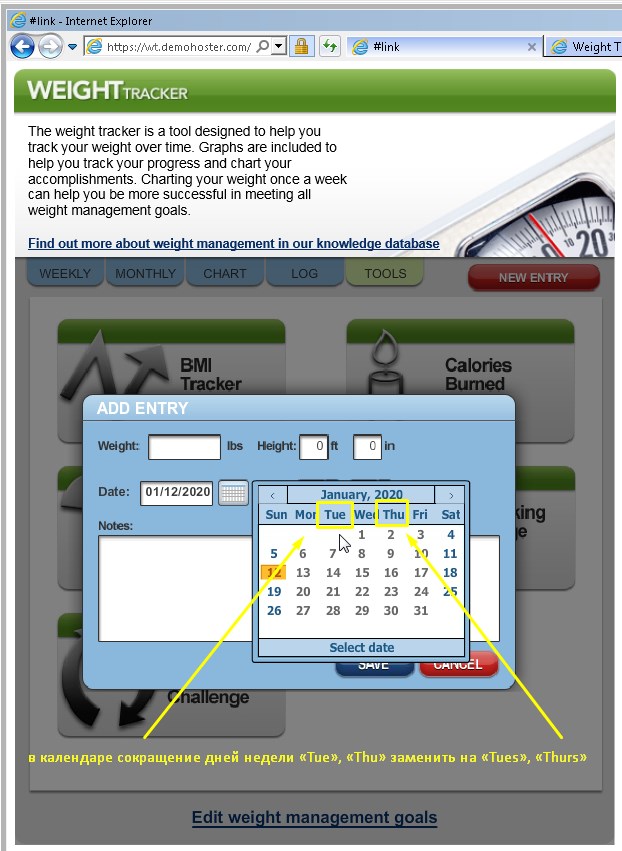 #link - Internet Explorer
https://wt.demohoster.com/
#link
Weight T
WEIGHTTRACKER
The weight tracker is a tool designed to help you
track your weight over time. Graphs are included to
help you track your progress and chart your
accomplishments. Charting your weight once a week
can help you be more successful in meeting all
weight management goals.
Find out more about weight management in our knowledge database
20
WEEKLY MONTHLY CHART LOG TOOLS NEW ENTRY
BMI
Tracker
Calories
Burned
ADD ENTRY
Weight: lbs Height: 0 ft 0 in
Date: 01/12/2020
‹ January, 2020 ›
Sun Mon Tue Wed Thu Fri Sat
1 2 3 4
5 6 7 8 9 10 11
12 13 14 15 16 17 18
19 20 21 22 23 24 25
26 27 28 29 30 31
Select date
Notes:
SAVE CANCEL
Challenge
в календаре сокращение дней недели «Tue», «Thu» заменить на «Tues», «Thurs»
Edit weight management goals